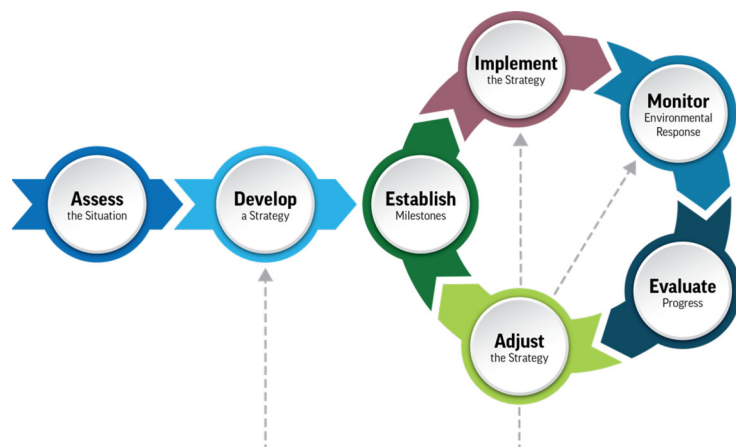 Assess
the Situation
Develop
a Strategy
Establish
Milestones
Implement
the Strategy
Monitor
Environmental
Response
Evaluate
Progress
Adjust
the Strategy